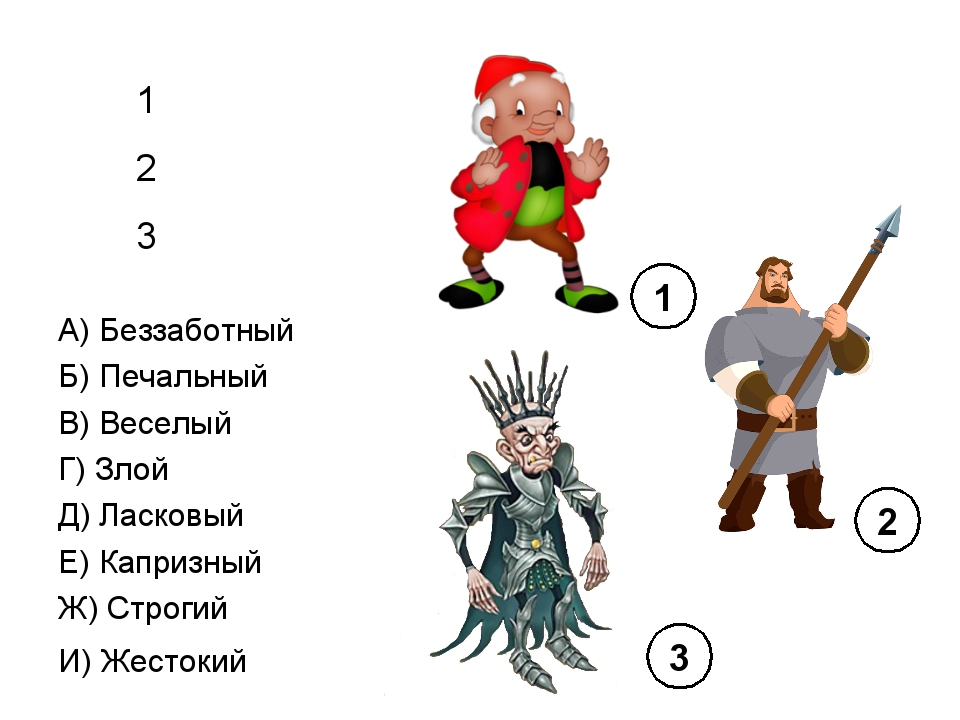 1
2
3
А) Беззаботный
Б) Печальный
В) Веселый
Г) Злой
Д) Ласковый
Е) Капризный
Ж) Строгий
И) Жестокий
1
2
3